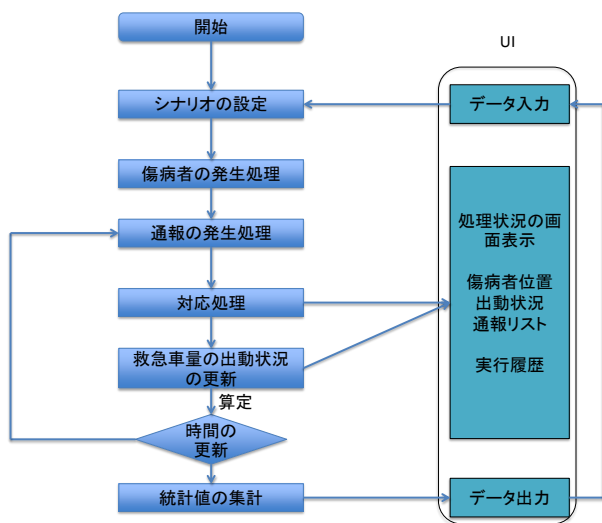 開始
UI
シナリオの設定
データ入力
傷病者の発生処理
通報の発生処理
処理状況の画
面表示
傷病者位置
出動状況
通報リスト
実行履歴
対応処理
救急車量の出動状況
の更新
算定
時間の
更新
統計値の集計
データ出力